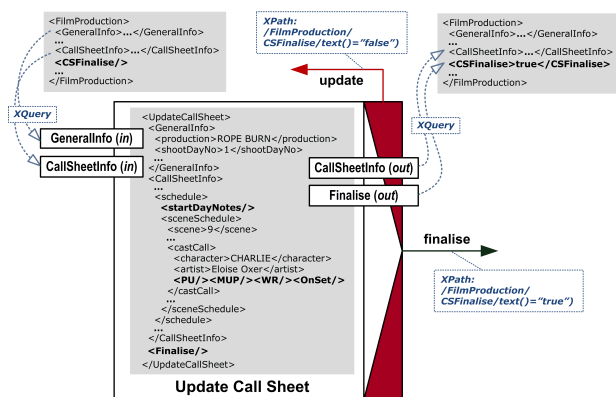 <FilmProduction>
<GeneralInfo>...</GeneralInfo>
...
<CallSheetInfo>...</CallSheetInfo>
<CSFinalise/>
...
</FilmProduction>
XQuery
GeneralInfo (in)
CallSheetInfo (in)
<UpdateCallSheet>
<GeneralInfo>
<production>ROPE BURN</production>
<shootDayNo>1</shootDayNo>
...
</GeneralInfo>
<CallSheetInfo>
...
<schedule>
<startDayNotes/>
<sceneSchedule>
<scene>9</scene>
...
<castCall>
<character>CHARLIE</character>
<artist>Eloise Oxer</artist>
<PU/><MUP/><WR/><OnSet/>
</castCall>
...
</sceneSchedule>
</schedule>
...
</CallSheetInfo>
<Finalise/>
</UpdateCallSheet>
Update Call Sheet
XPath:
/FilmProduction/
CSFinalise/text()="false")
update
CallSheetInfo (out)
Finalise (out)
<FilmProduction>
<GeneralInfo>...</GeneralInfo>
...
<CallSheetInfo>...</CallSheetInfo>
<CSFinalise>true</CSFinalise>
...
</FilmProduction>
XQuery
finalise
XPath:
/FilmProduction/
CSFinalise/text()="true")